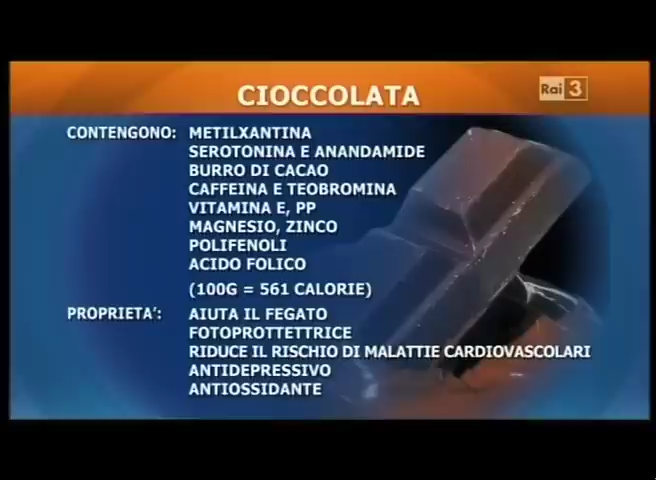 CIOCCOLATA
Rai 3
CONTENGONO: METILXANTINA
SEROTONINA E ANANDAMIDE
BURRO DI CACAO
CAFFEINA E TEOBROMINA
VITAMINA E, PP
MAGNESIO, ZINCO
POLIFENOLI
ACIDO FOLICO
(100G = 561 CALORIE)
PROPRIETA': AIUTA IL FEGATO
FOTOPROTTETTRICE
RIDUCE IL RISCHIO DI MALATTIE CARDIOVASCOLARI
ANTIDEPRESSIVO
ANTIOSSIDANTE